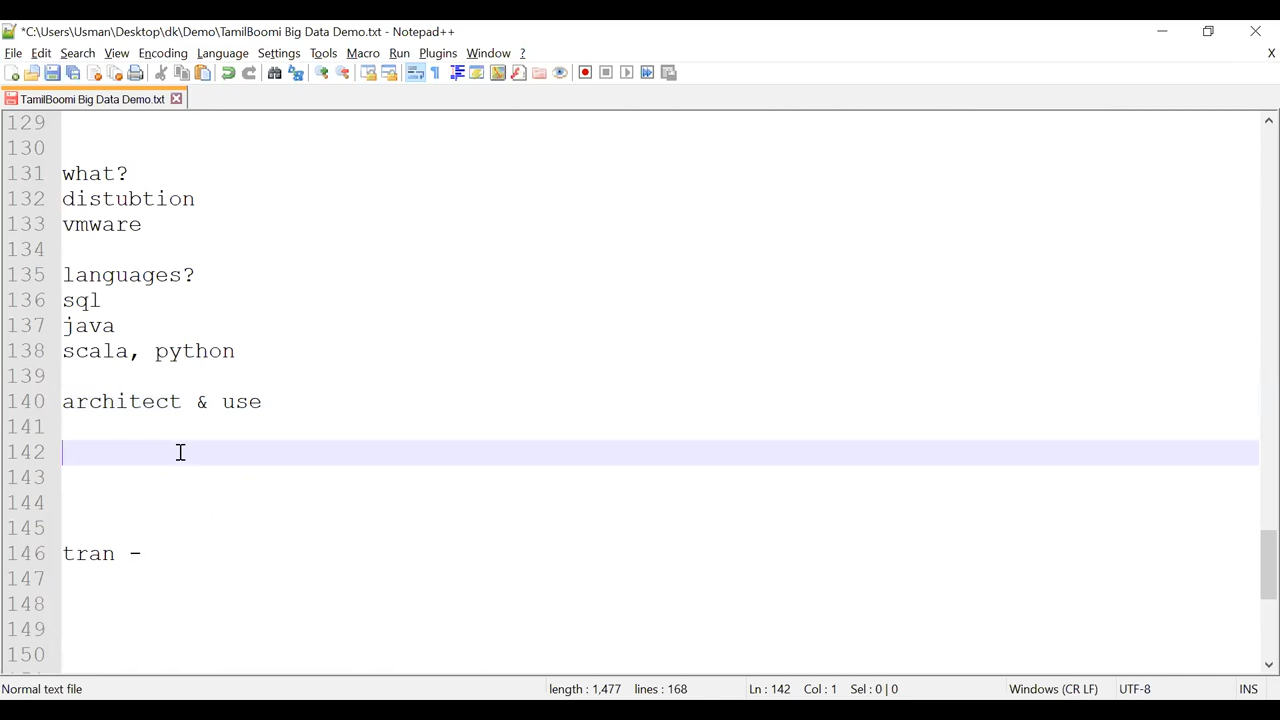 *C:\Users\Usman\Desktop\dk\Demo\TamilBoomi Big Data Demo.txt - Notepad++
File Edit Search View Encoding Language Settings Tools Macro Run Plugins Window ? X
TamilBoomi Big Data Demo.txt
129
130
131 what?
132 distubtion
133 vmware
134
135 languages?
136 sql
137 java
138 scala, python
139
140 architect & use
141
142
143
144
145
146 tran -
147
148
149
150
Normal text file length : 1,477 lines : 168 Ln : 142 Col : 1 Sel : 0 | 0 Windows (CR LF) UTF-8 INS